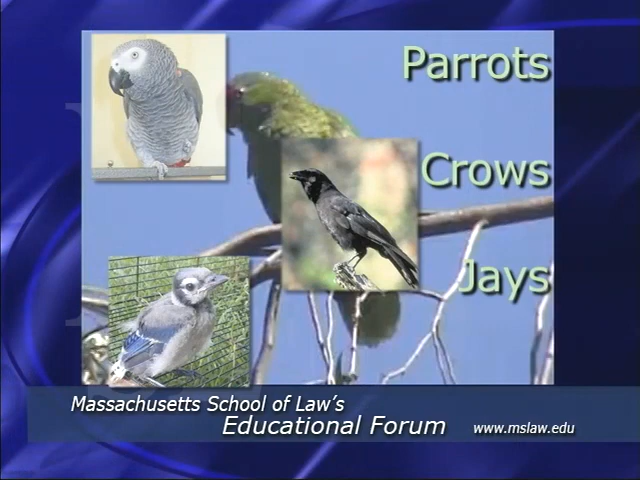 Parrots
Crows
Jays
Massachusetts School of Law's
Educational Forum
www.mslaw.edu